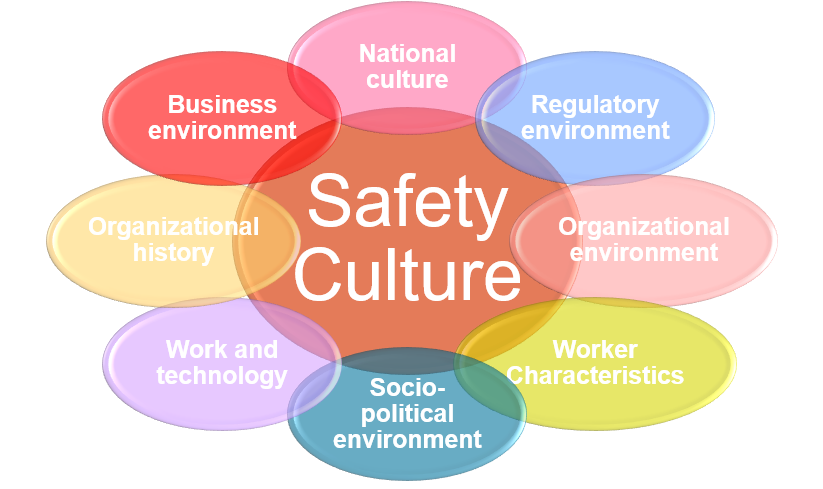 National
culture
Business
environment
Regulatory
environment
Safety
Culture
Organizational
history
Organizational
environment
Work and
technology
Worker
Characteristics
Socio-
political
environment